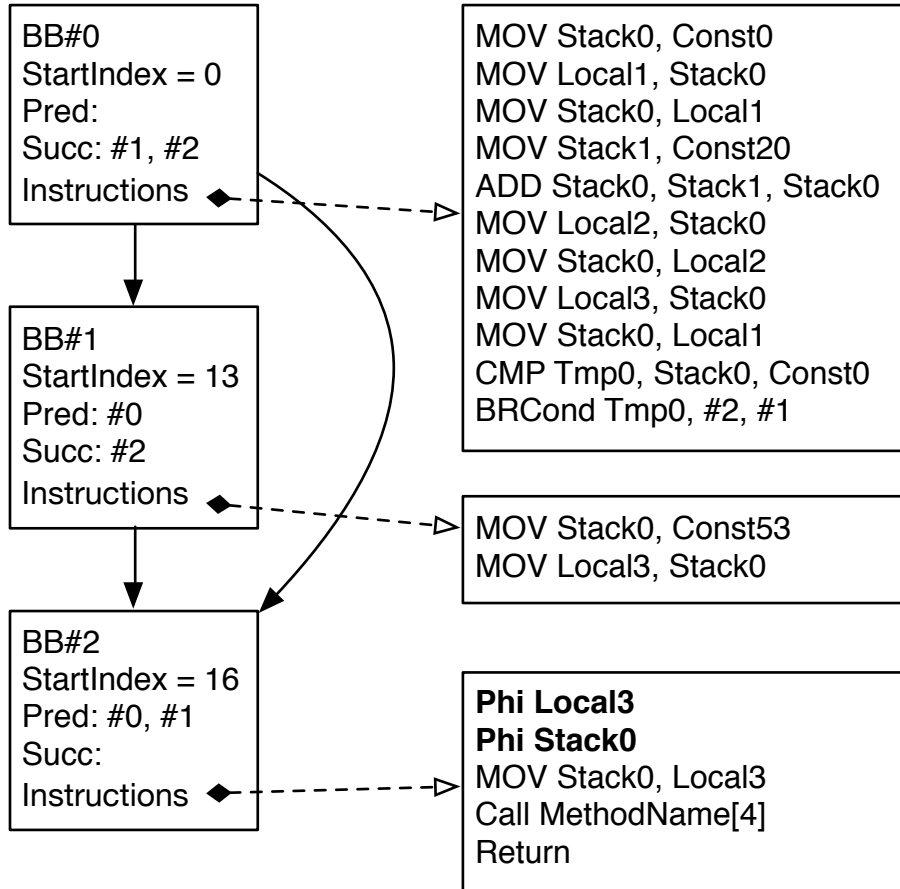 BB#0
StartIndex = 0
Pred:
Succ: #1, #2
Instructions
MOV Stack0, Const0
MOV Local1, Stack0
MOV Stack0, Local1
MOV Stack1, Const20
ADD Stack0, Stack1, Stack0
MOV Local2, Stack0
MOV Stack0, Local2
MOV Local3, Stack0
MOV Stack0, Local1
CMP Tmp0, Stack0, Const0
BRCond Tmp0, #2, #1
BB#1
StartIndex = 13
Pred: #0
Succ: #2
Instructions
MOV Stack0, Const53
MOV Local3, Stack0
BB#2
StartIndex = 16
Pred: #0, #1
Succ:
Instructions
Phi Local3
Phi Stack0
MOV Stack0, Local3
Call MethodName[4]
Return